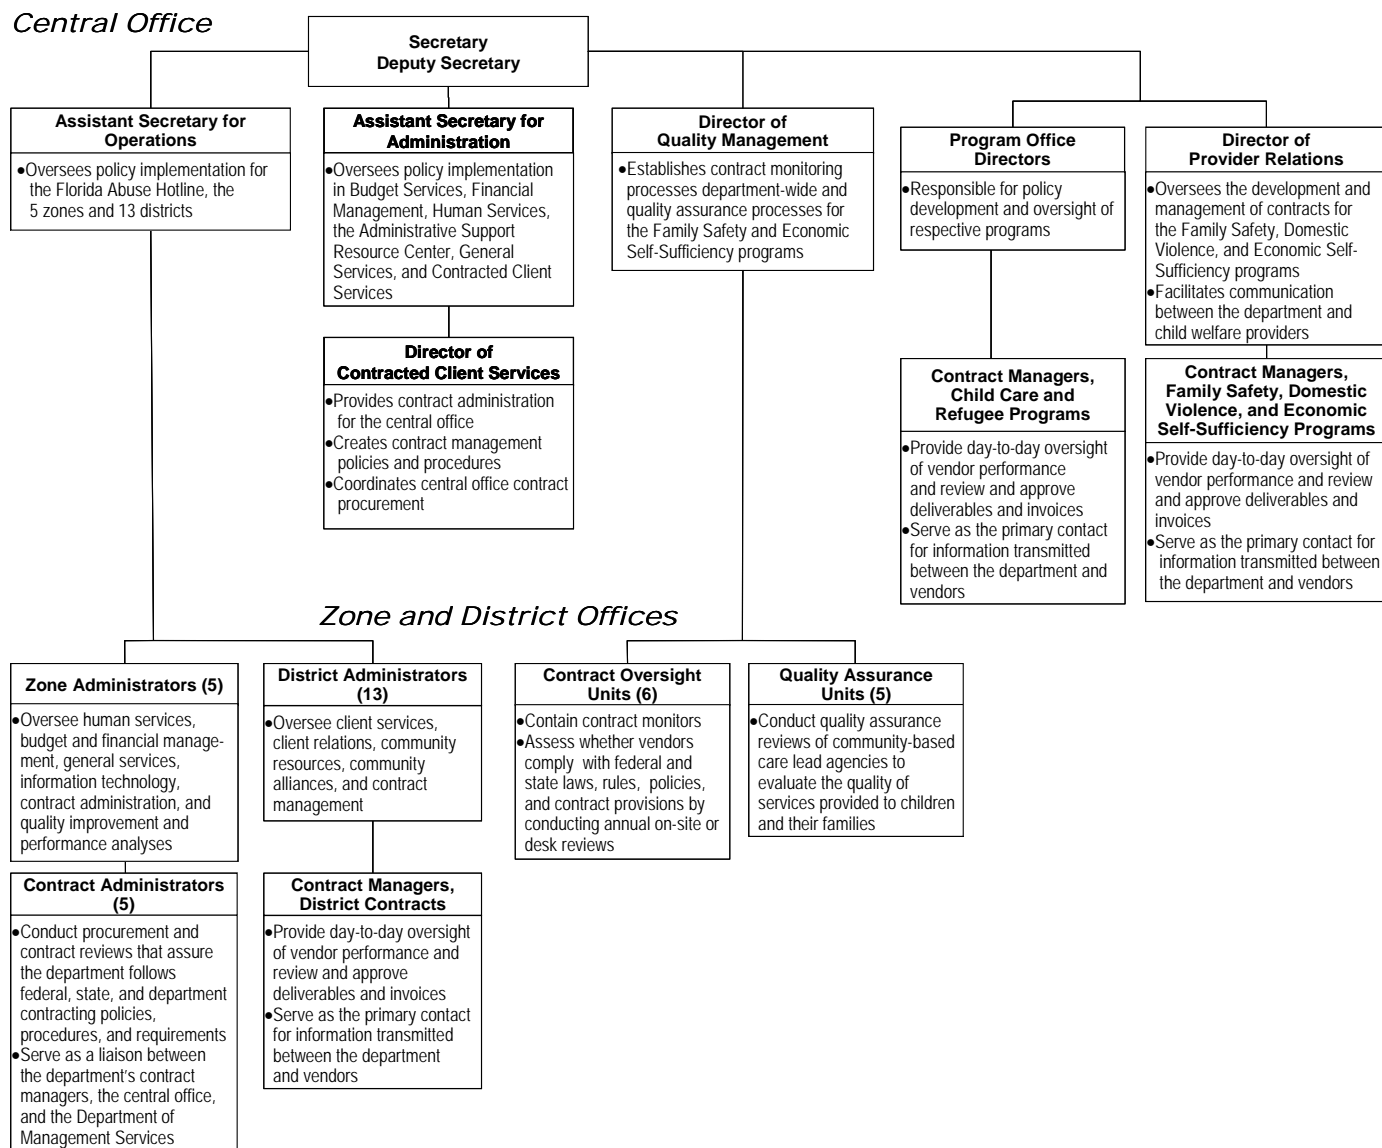 Central Office
Secretary
Deputy Secretary
Assistant Secretary for
Operations
•Oversees policy implementation for
the Florida Abuse Hotline, the
5 zones and 13 districts
Assistant Secretary for
Administration
•Oversees policy implementation
in Budget Services, Financial
Management, Human Services,
the Administrative Support
Resource Center, General
Services, and Contracted Client
Services
Director of
Contracted Client Services
•Provides contract administration
for the central office
•Creates contract management
policies and procedures
•Coordinates central office contract
procurement
Director of
Quality Management
•Establishes contract monitoring
processes department-wide and
quality assurance processes for
the Family Safety and Economic
Self-Sufficiency programs
Program Office
Directors
•Responsible for policy
development and oversight of
respective programs
Director of
Provider Relations
•Oversees the development and
management of contracts for
the Family Safety, Domestic
Violence, and Economic Self-
Sufficiency programs
•Facilitates communication
between the department and
child welfare providers
Contract Managers,
Child Care and
Refugee Programs
•Provide day-to-day oversight
of vendor performance
and review and approve
deliverables and invoices
•Serve as the primary contact
for information transmitted
between the department and
vendors
Contract Managers,
Family Safety, Domestic
Violence, and Economic
Self-Sufficiency Programs
•Provide day-to-day oversight of
vendor performance and review
and approve deliverables and
invoices
•Serve as the primary contact for
information transmitted between
the department and vendors
Zone and District Offices
Zone Administrators (5)
•Oversee human services,
budget and financial manage-
ment, general services,
information technology,
contract administration, and
quality improvement and
performance analyses
District Administrators
(13)
•Oversee client services,
client relations, community
resources, community
alliances, and contract
management
Contract Oversight
Units (6)
•Contain contract monitors
•Assess whether vendors
comply with federal and
state laws, rules, policies,
and contract provisions by
conducting annual on-site or
desk reviews
Quality Assurance
Units (5)
•Conduct quality assurance
reviews of community-based
care lead agencies to
evaluate the quality of
services provided to children
and their families
Contract Administrators
(5)
•Conduct procurement and
contract reviews that assure
the department follows
federal, state, and department
contracting policies,
procedures, and requirements
•Serve as a liaison between
the department's contract
managers, the central office,
and the Department of
Management Services
Contract Managers,
District Contracts
•Provide day-to-day oversight
of vendor performance and
review and approve
deliverables and invoices
•Serve as the primary contact
for information transmitted
between the department
and vendors